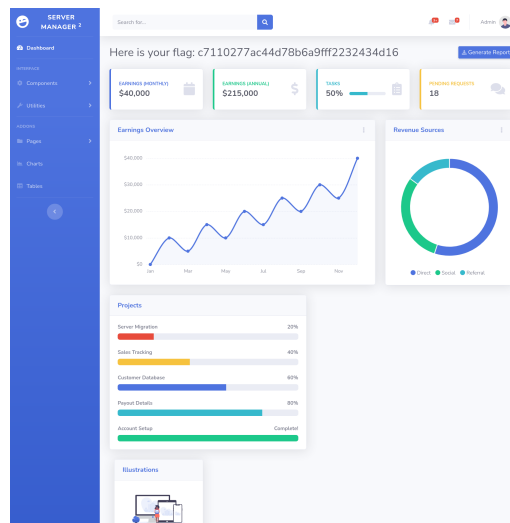 SERVER
MANAGER 2
Search for...
Admin
Dashboard
Here is your flag: c7110277ac44d78b6a9fff2232434d16
Generate Report
INTERFACE
Components
Utilities
ADDONS
Pages
Charts
Tables
EARNINGS (MONTHLY)
$40,000
EARNINGS (ANNUAL)
$215,000
TASKS
50%
PENDING REQUESTS
18
Earnings Overview
$40,000
$30,000
$20,000
$10,000
$0
Jan Mar May Jul Sep Nov
Revenue Sources
Direct Social Referral
Projects
Server Migration 20%
Sales Tracking 40%
Customer Database 60%
Payout Details 80%
Account Setup Complete!
Illustrations